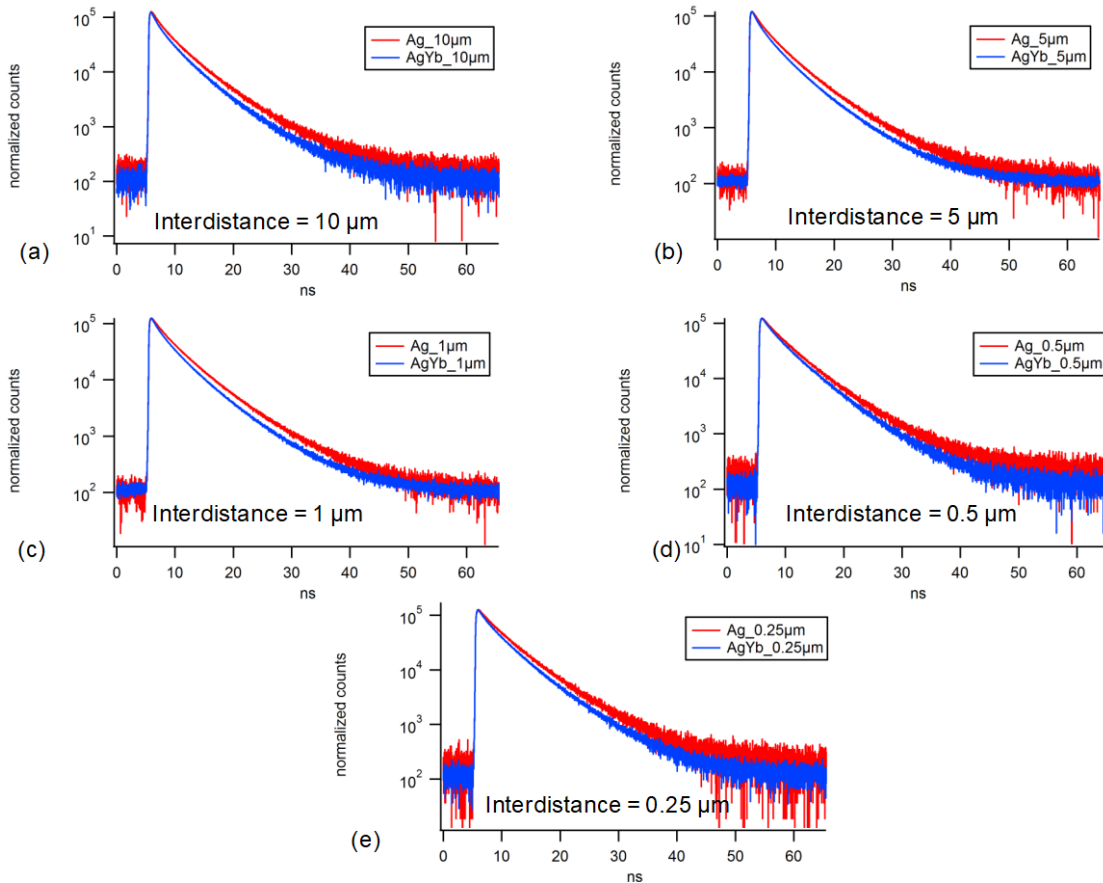 10⁵
10⁴
10³
10²
10¹
normalized counts
Ag_10µm
AgYb_10µm
Interdistance = 10 µm
(a)
0 10 20 30 40 50 60
ns
10⁵
10⁴
10³
10²
normalized counts
Ag_5µm
AgYb_5µm
Interdistance = 5 µm
(b)
0 10 20 30 40 50 60
ns
10⁵
10⁴
10³
10²
normalized counts
Ag_1µm
AgYb_1µm
Interdistance = 1 µm
(c)
0 10 20 30 40 50 60
ns
10⁵
10⁴
10³
10²
10¹
normalized counts
Ag_0.5µm
AgYb_0.5µm
Interdistance = 0.5 µm
(d)
0 10 20 30 40 50 60
ns
10⁵
10⁴
10³
10²
normalized counts
Ag_0.25µm
AgYb_0.25µm
Interdistance = 0.25 µm
(e)
0 10 20 30 40 50 60
ns